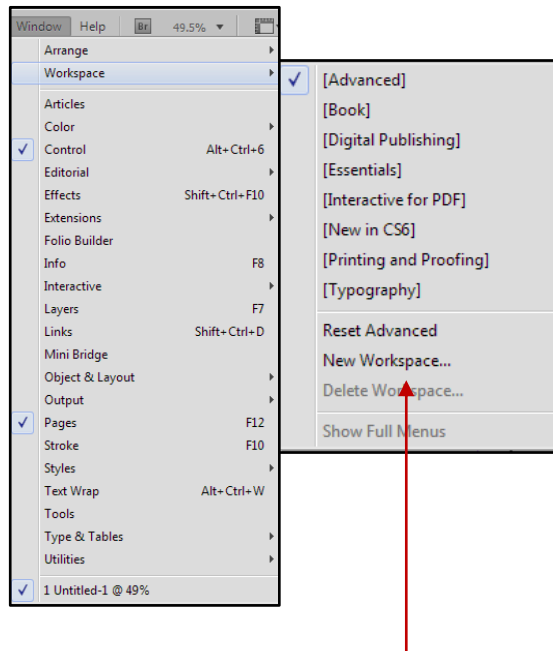 Window Help Br 49.5%
Arrange
Workspace
Articles
Color
Control Alt+Ctrl+6
Editorial
Effects Shift+Ctrl+F10
Extensions
Folio Builder
Info F8
Interactive
Layers F7
Links Shift+Ctrl+D
Mini Bridge
Object & Layout
Output
Pages F12
Stroke F10
Styles
Text Wrap Alt+Ctrl+W
Tools
Type & Tables
Utilities
1 Untitled-1 @ 49%
[Advanced]
[Book]
[Digital Publishing]
[Essentials]
[Interactive for PDF]
[New in CS6]
[Printing and Proofing]
[Typography]
Reset Advanced
New Workspace...
Delete Workspace...
Show Full Menus